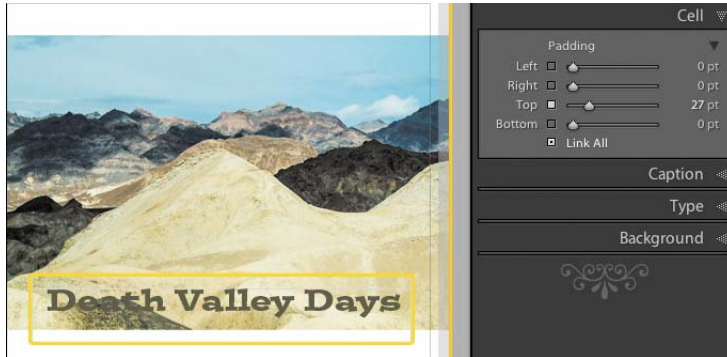 Cell
Padding
Left 0 pt
Right 0 pt
Top 27 pt
Bottom 0 pt
Link All
Caption
Type
Background
Death Valley Days